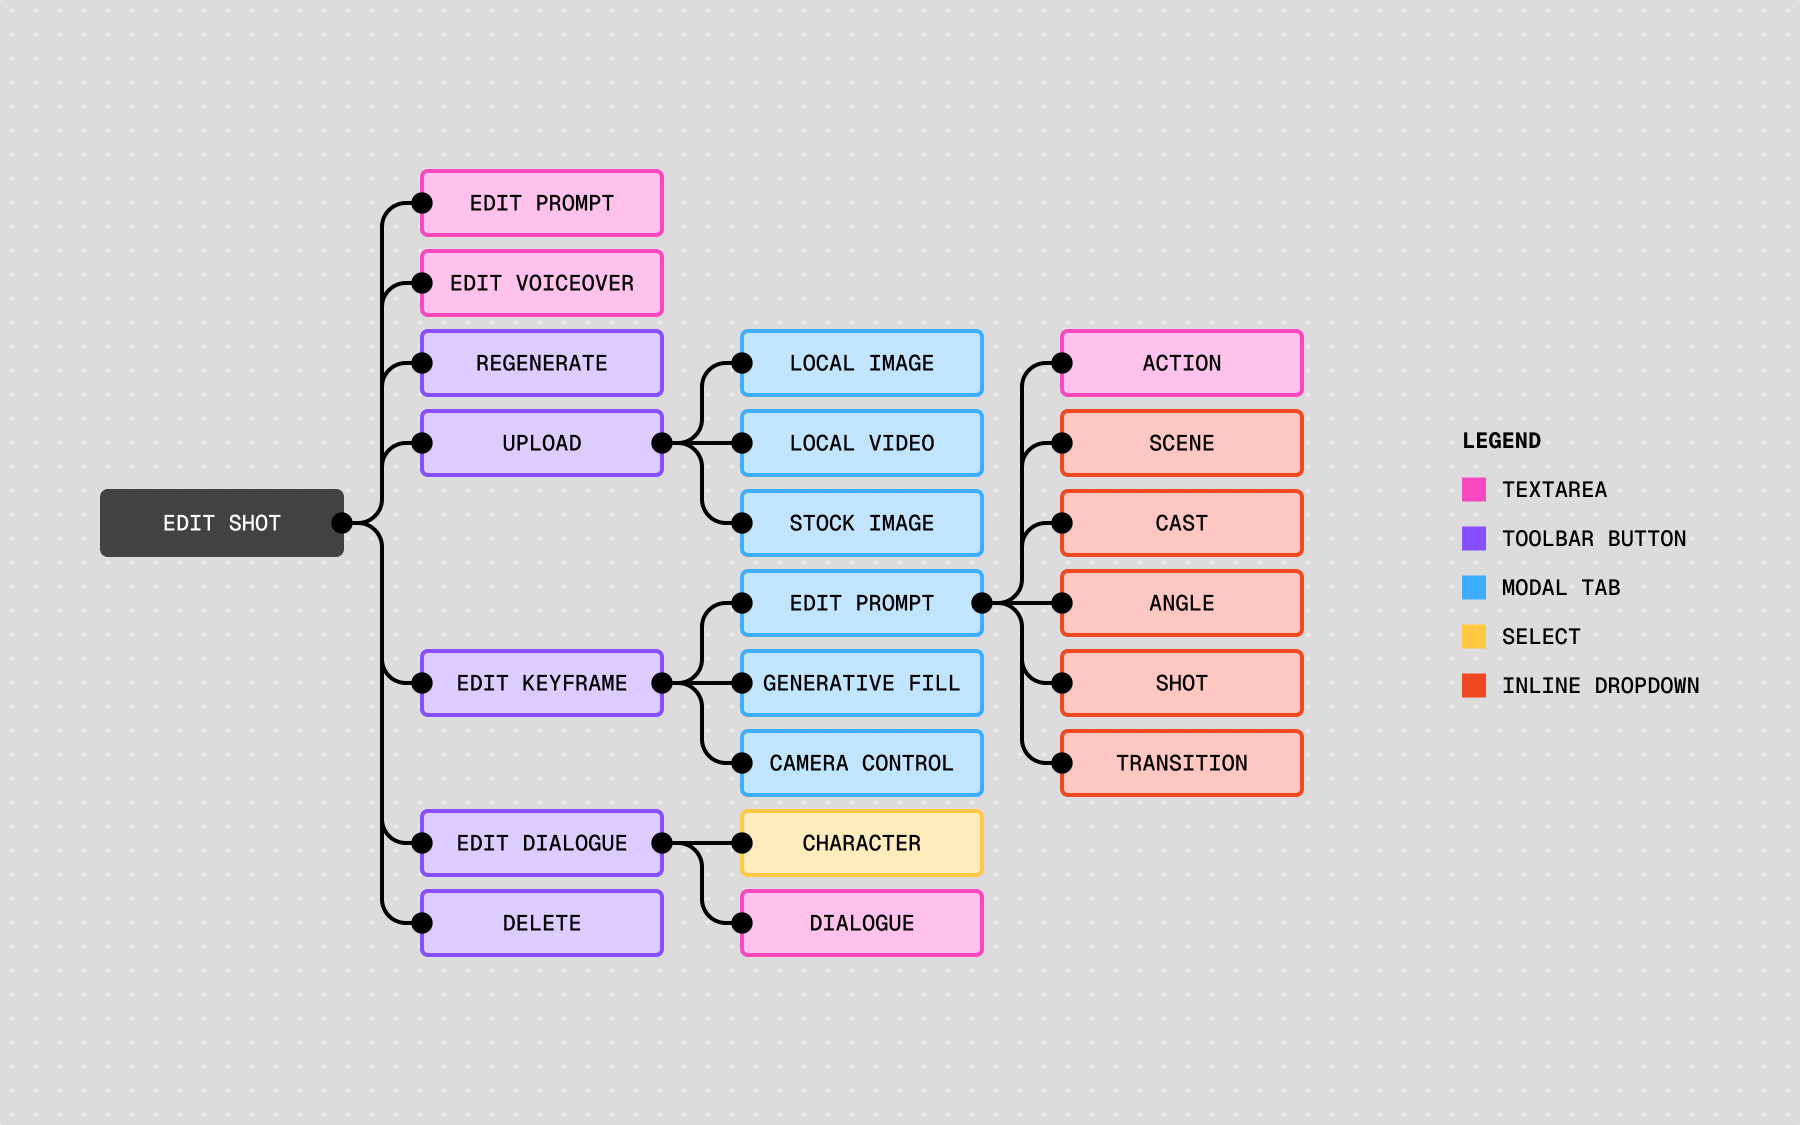 EDIT SHOT
EDIT PROMPT
EDIT VOICEOVER
REGENERATE
UPLOAD
EDIT KEYFRAME
EDIT DIALOGUE
DELETE
LOCAL IMAGE
LOCAL VIDEO
STOCK IMAGE
EDIT PROMPT
GENERATIVE FILL
CAMERA CONTROL
CHARACTER
DIALOGUE
ACTION
SCENE
CAST
ANGLE
SHOT
TRANSITION
LEGEND
TEXTAREA
TOOLBAR BUTTON
MODAL TAB
SELECT
INLINE DROPDOWN